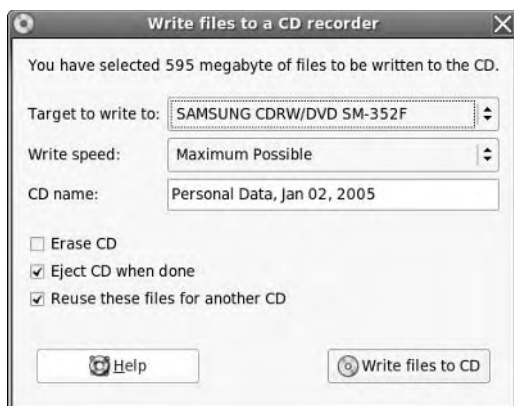 Write files to a CD recorder
You have selected 595 megabyte of files to be written to the CD.
Target to write to: SAMSUNG CDRW/DVD SM-352F
Write speed: Maximum Possible
CD name: Personal Data, Jan 02, 2005
Erase CD
Eject CD when done
Reuse these files for another CD
Help Write files to CD